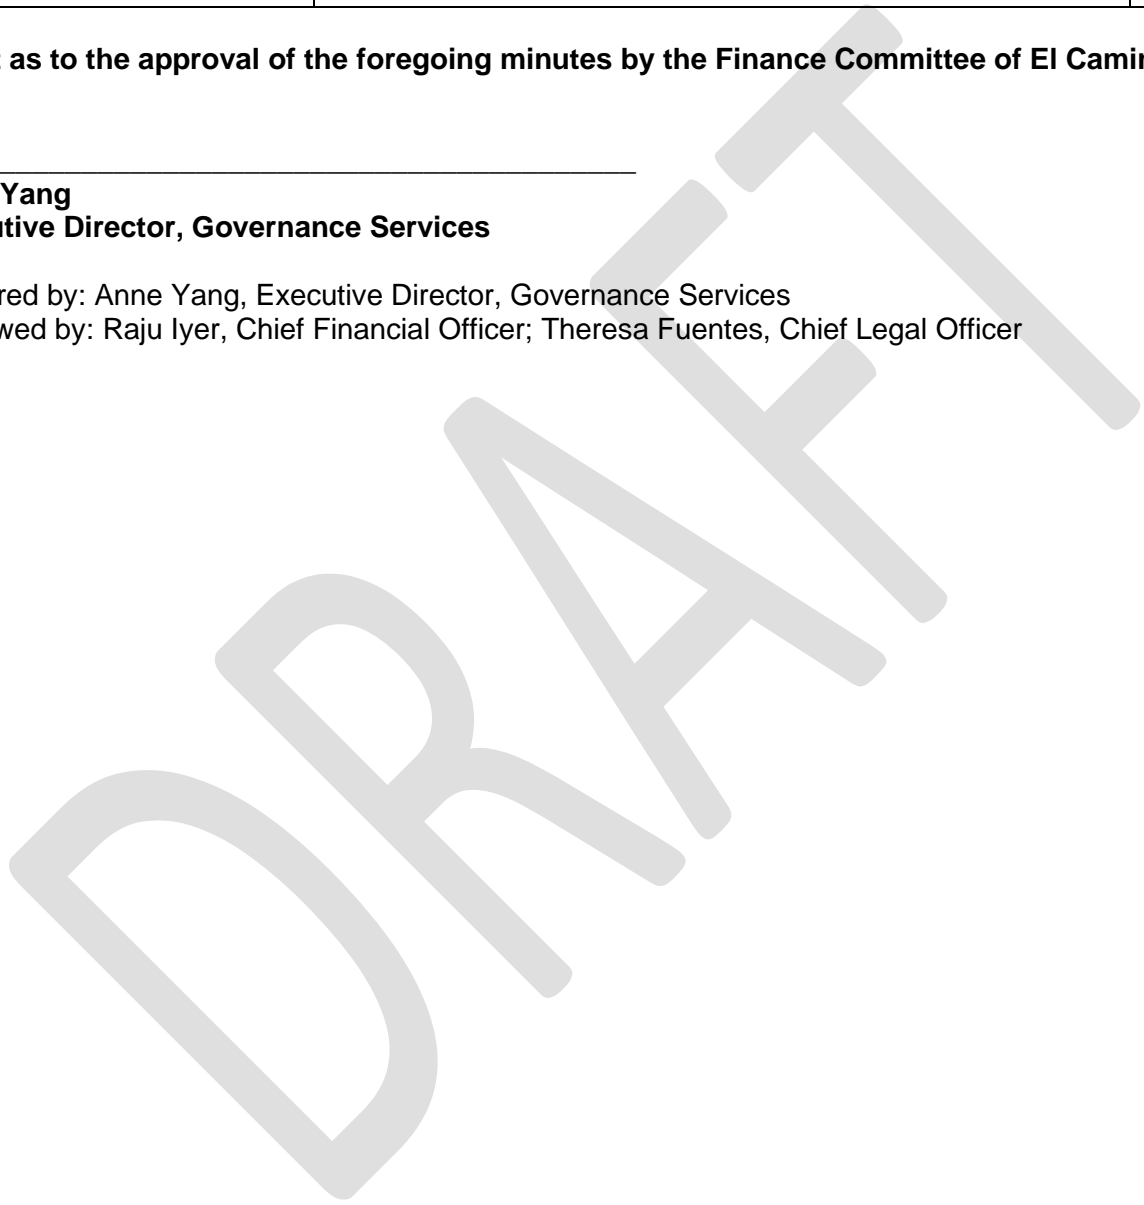 as to the approval of the foregoing minutes by the Finance Committee of El Camin
Yang
utive Director, Governance Services
red by: Anne Yang, Executive Director, Governance Services
wed by: Raju Iyer, Chief Financial Officer; Theresa Fuentes, Chief Legal Officer
DRAFT